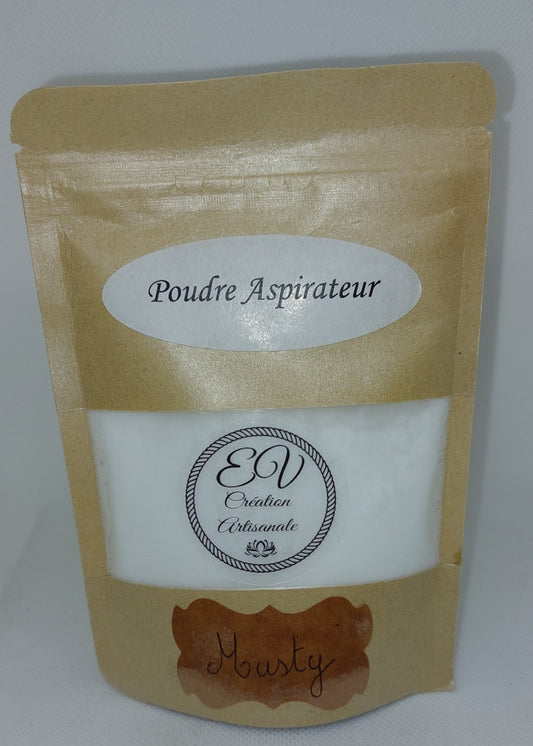 Poudre Aspirateur
EV
Création
Artisanale
Musty